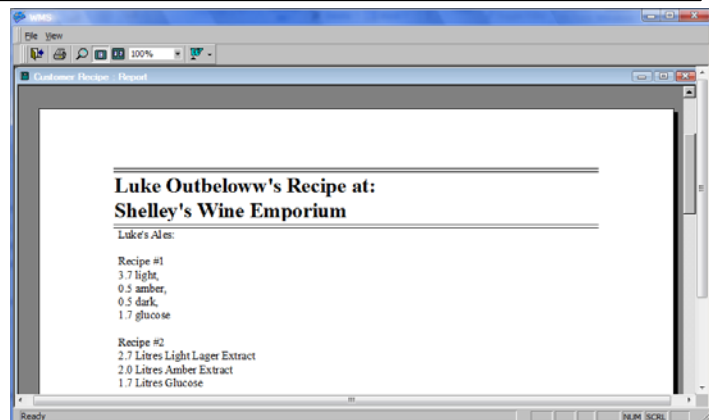 WMS
File View
100%
Customer Recipe : Report
Luke Outbeloww's Recipe at:
Shelley's Wine Emporium
Luke's Ales:
Recipe #1
3.7 light,
0.5 amber,
0.5 dark,
1.7 glucose
Recipe #2
2.7 Litres Light Lager Extract
2.0 Litres Amber Extract
1.7 Litres Glucose
Ready
NUM SCRL